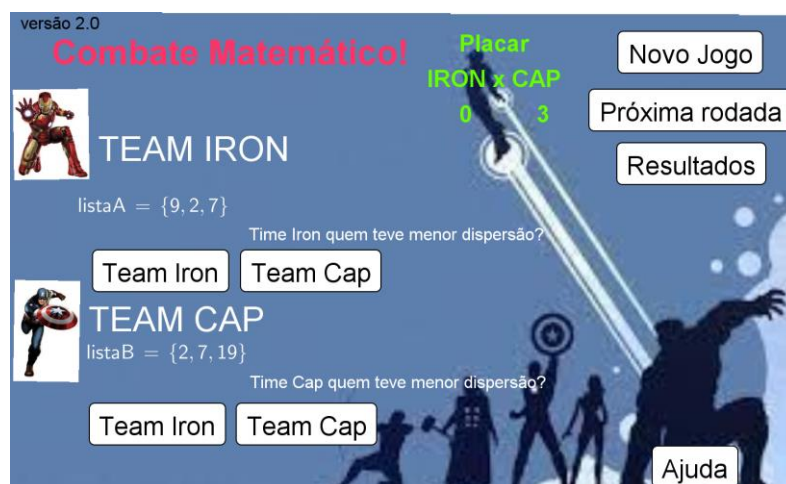 versão 2.0
Combate Matemático!
Placar
IRON x CAP
0 3
Novo Jogo
Próxima rodada
Resultados
TEAM IRON
listaA = {9, 2, 7}
Time Iron quem teve menor dispersão?
Team Iron
Team Cap
TEAM CAP
listaB = {2, 7, 19}
Time Cap quem teve menor dispersão?
Team Iron
Team Cap
Ajuda